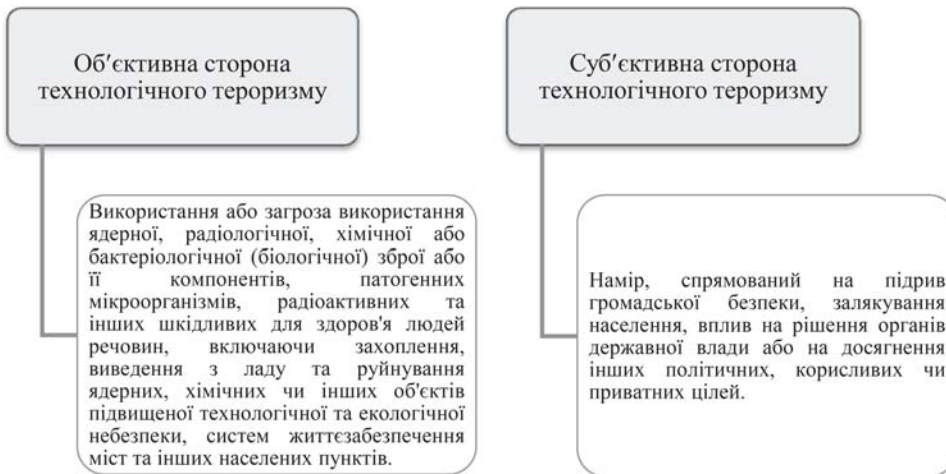 Об′єктивна сторона
технологічного тероризму
Використання або загроза використання
ядерної, радіологічної, хімічної або
бактеріологічної (біологічної) зброї або
її компонентів, патогенних
мікроорганізмів, радіоактивних та
інших шкідливих для здоров'я людей
речовин, включаючи захоплення,
виведення з ладу та руйнування
ядерних, хімічних чи інших об'єктів
підвищеної технологічної та екологічної
небезпеки, систем життєзабезпечення
міст та інших населених пунктів.
Суб′єктивна сторона
технологічного тероризму
Намір, спрямований на підрив
громадської безпеки, залякування
населення, вплив на рішення органів
державної влади або на досягнення
інших політичних, корисливих чи
приватних цілей.